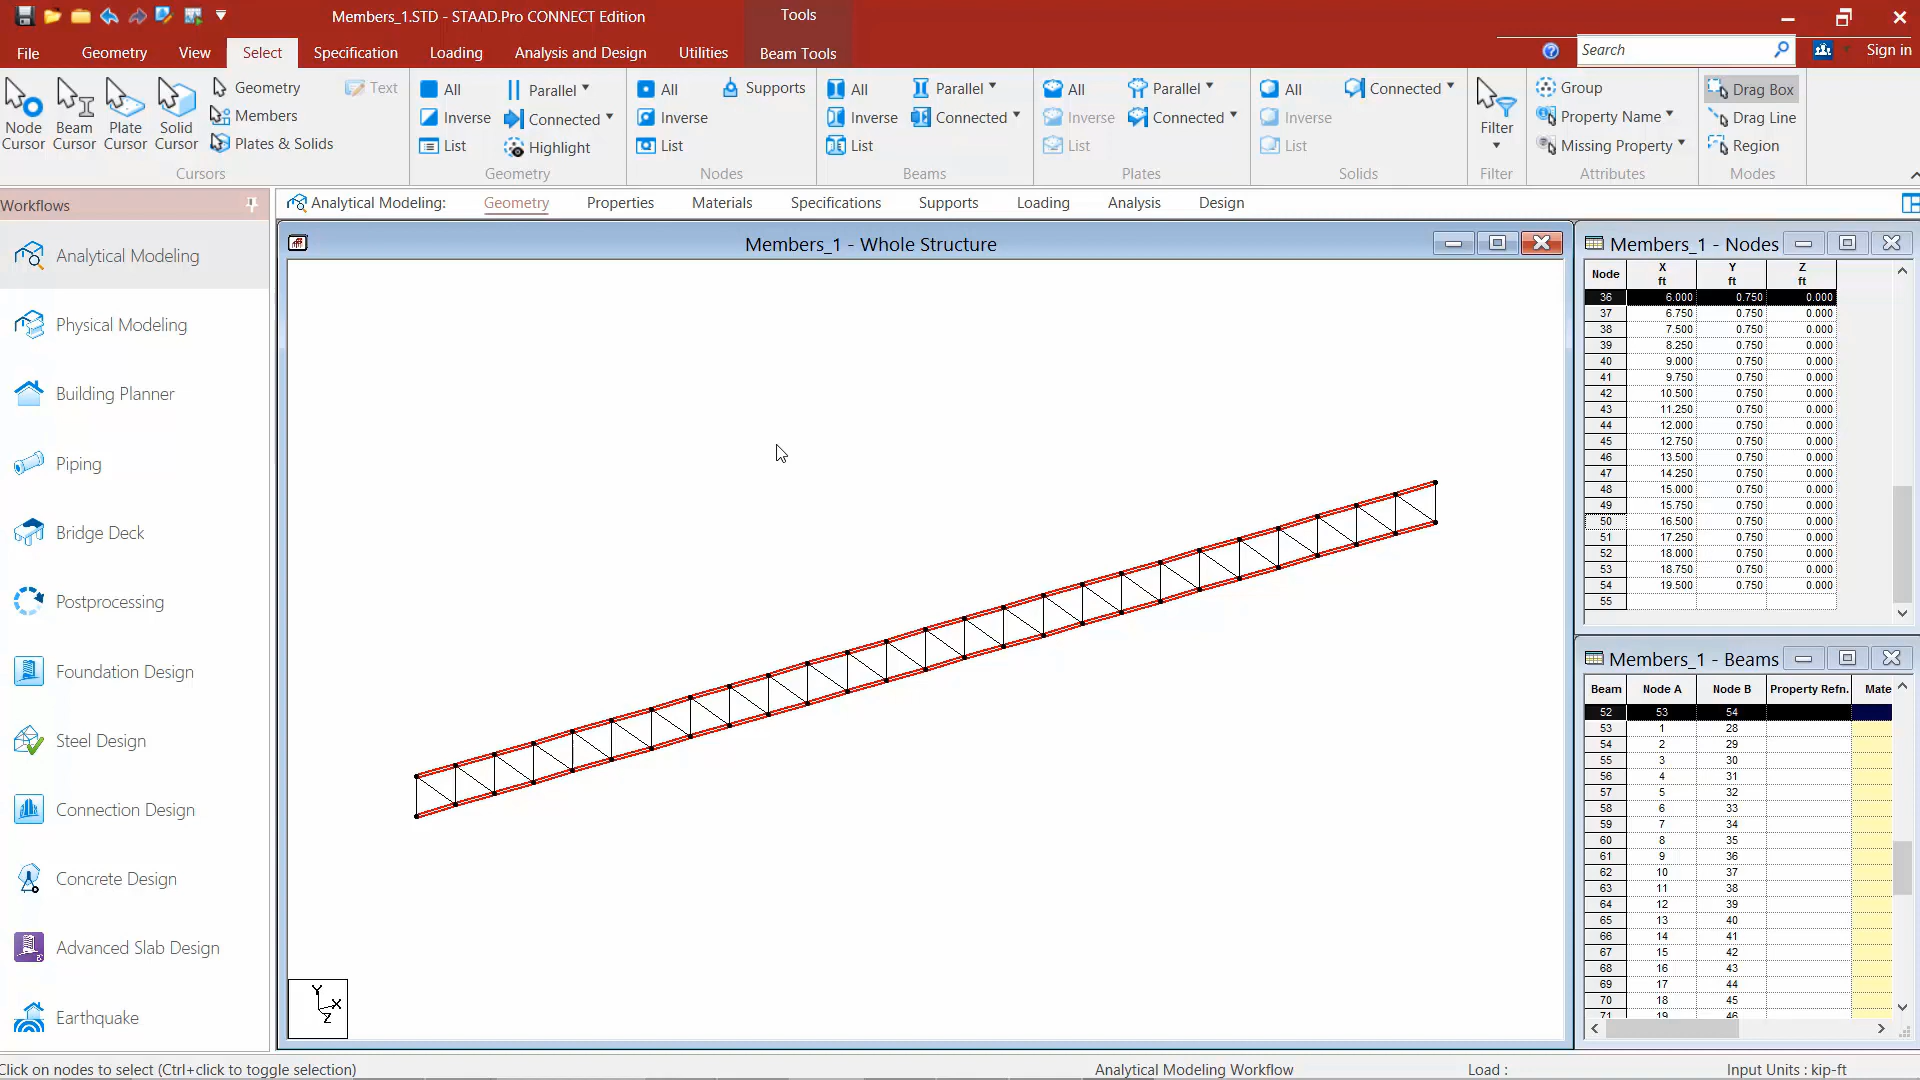 Members_1.STD - STAAD.Pro CONNECT Edition
Tools
File
Geometry
View
Select
Specification
Loading
Analysis and Design
Utilities
Beam Tools
Search
Sign in
Node Cursor
Beam Cursor
Plate Cursor
Solid Cursor
Geometry
Members
Plates & Solids
Text
Cursors
All
Inverse
List
Parallel
Connected
Highlight
Geometry
All
Inverse
List
Supports
Nodes
All
Inverse
List
Parallel
Connected
Beams
All
Inverse
List
Parallel
Connected
Plates
All
Inverse
List
Connected
Solids
Filter
Filter
Group
Property Name
Missing Property
Attributes
Drag Box
Drag Line
Region
Modes
Workflows
Analytical Modeling
Physical Modeling
Building Planner
Piping
Bridge Deck
Postprocessing
Foundation Design
Steel Design
Connection Design
Concrete Design
Advanced Slab Design
Earthquake
Analytical Modeling: Geometry Properties Materials Specifications Supports Loading Analysis Design
Members_1 - Whole Structure
Y
X
Z
Members_1 - Nodes
Node X ft Y ft Z ft
36 6.000 0.750 0.000
37 6.750 0.750 0.000
38 7.500 0.750 0.000
39 8.250 0.750 0.000
40 9.000 0.750 0.000
41 9.750 0.750 0.000
42 10.500 0.750 0.000
43 11.250 0.750 0.000
44 12.000 0.750 0.000
45 12.750 0.750 0.000
46 13.500 0.750 0.000
47 14.250 0.750 0.000
48 15.000 0.750 0.000
49 15.750 0.750 0.000
50 16.500 0.750 0.000
51 17.250 0.750 0.000
52 18.000 0.750 0.000
53 18.750 0.750 0.000
54 19.500 0.750 0.000
55
Members_1 - Beams
Beam Node A Node B Property Refn. Mate
52 53 54
53 1 28
54 2 29
55 3 30
56 4 31
57 5 32
58 6 33
59 7 34
60 8 35
61 9 36
62 10 37
63 11 38
64 12 39
65 13 40
66 14 41
67 15 42
68 16 43
69 17 44
70 18 45
71 19 46
Click on nodes to select (Ctrl+click to toggle selection)
Analytical Modeling Workflow
Load :
Input Units : kip-ft